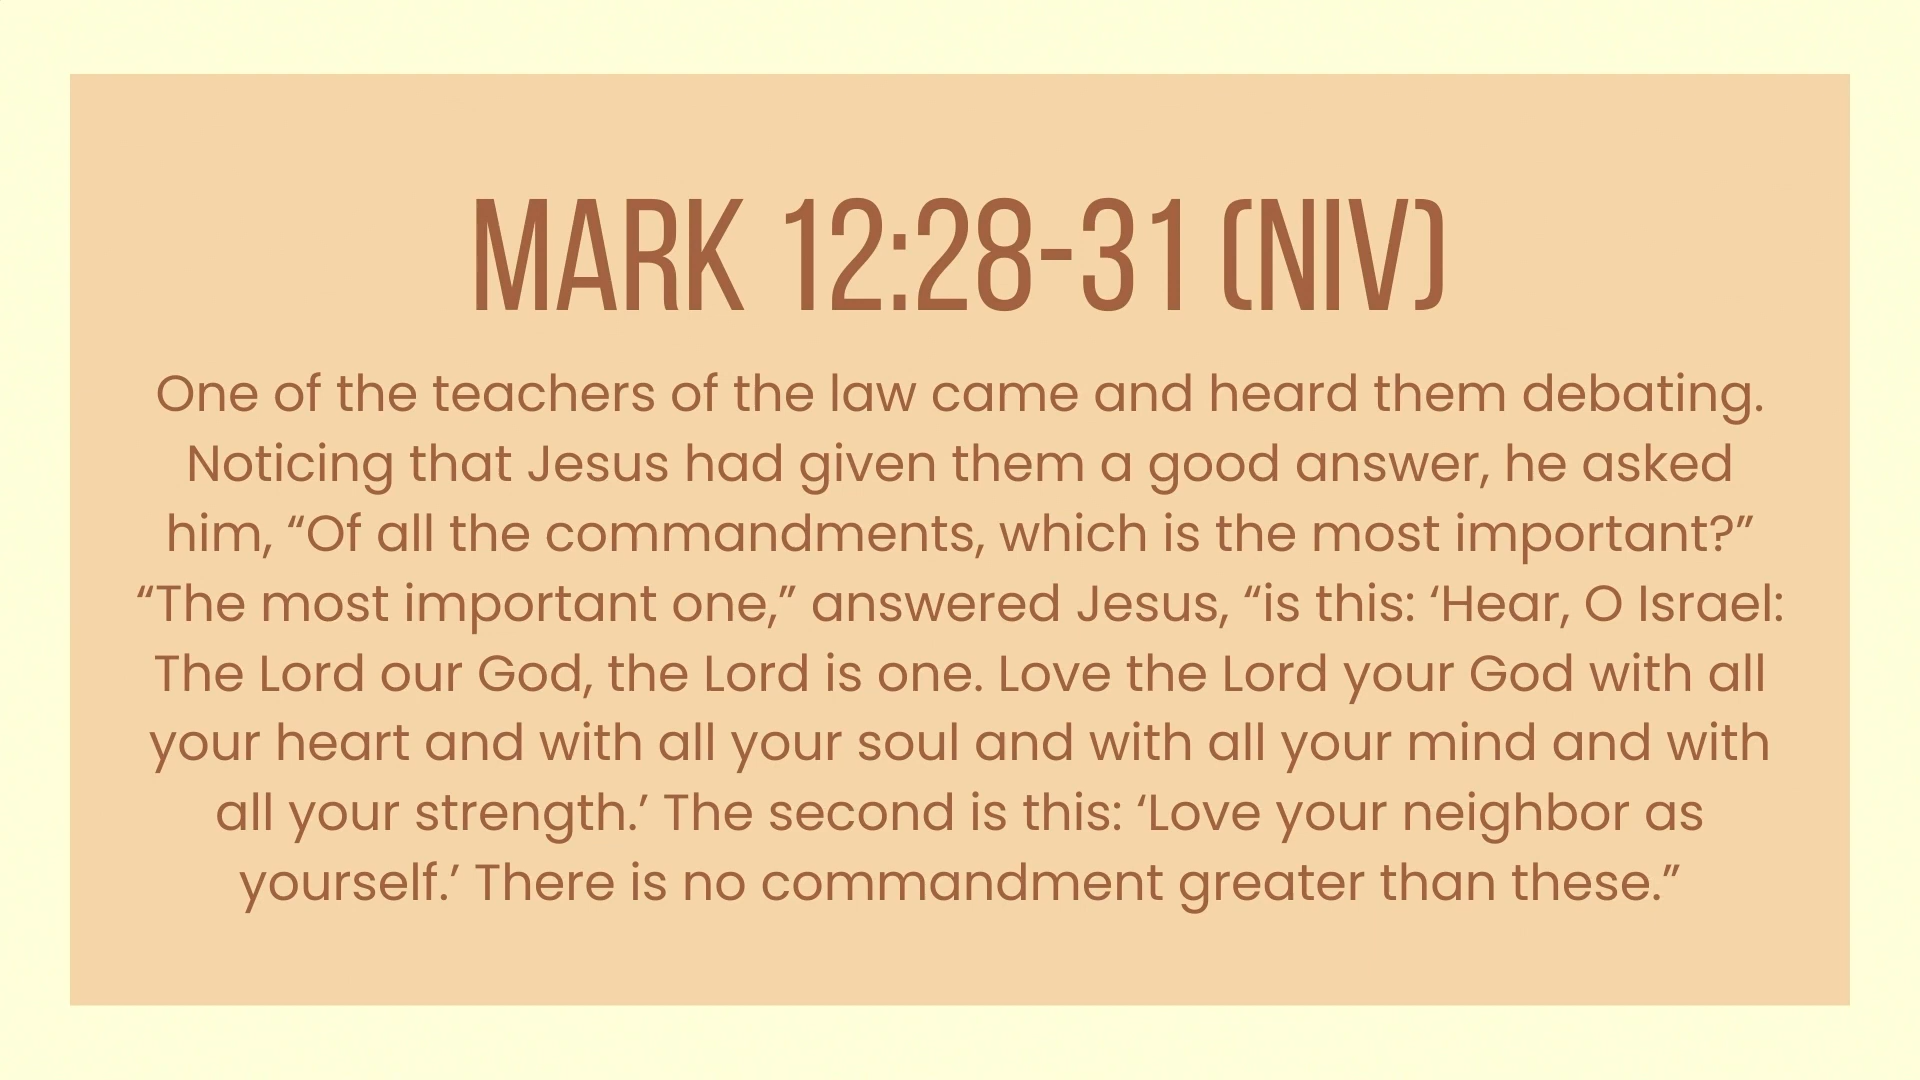 MARK 12:28-31 (NIV)
One of the teachers of the law came and heard them debating.
Noticing that Jesus had given them a good answer, he asked
him, “Of all the commandments, which is the most important?”
“The most important one,” answered Jesus, “is this: ‘Hear, O Israel:
The Lord our God, the Lord is one. Love the Lord your God with all
your heart and with all your soul and with all your mind and with
all your strength.’ The second is this: ‘Love your neighbor as
yourself.’ There is no commandment greater than these.”